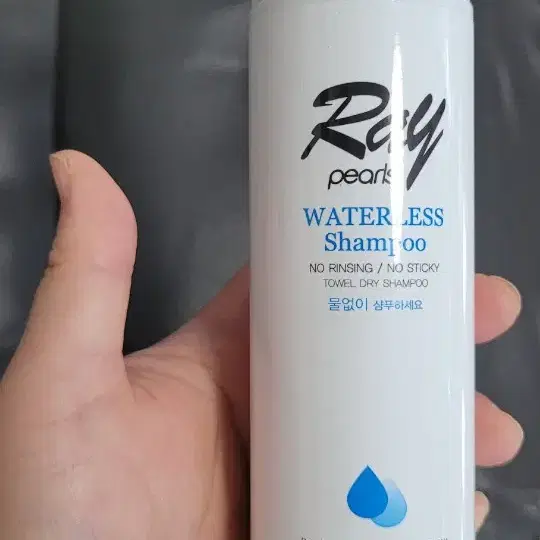 Ray
pearls
WATERLESS
Shampoo
NO RINSING / NO STICKY
TOWEL DRY SHAMPOO
물없이 샴푸하세요